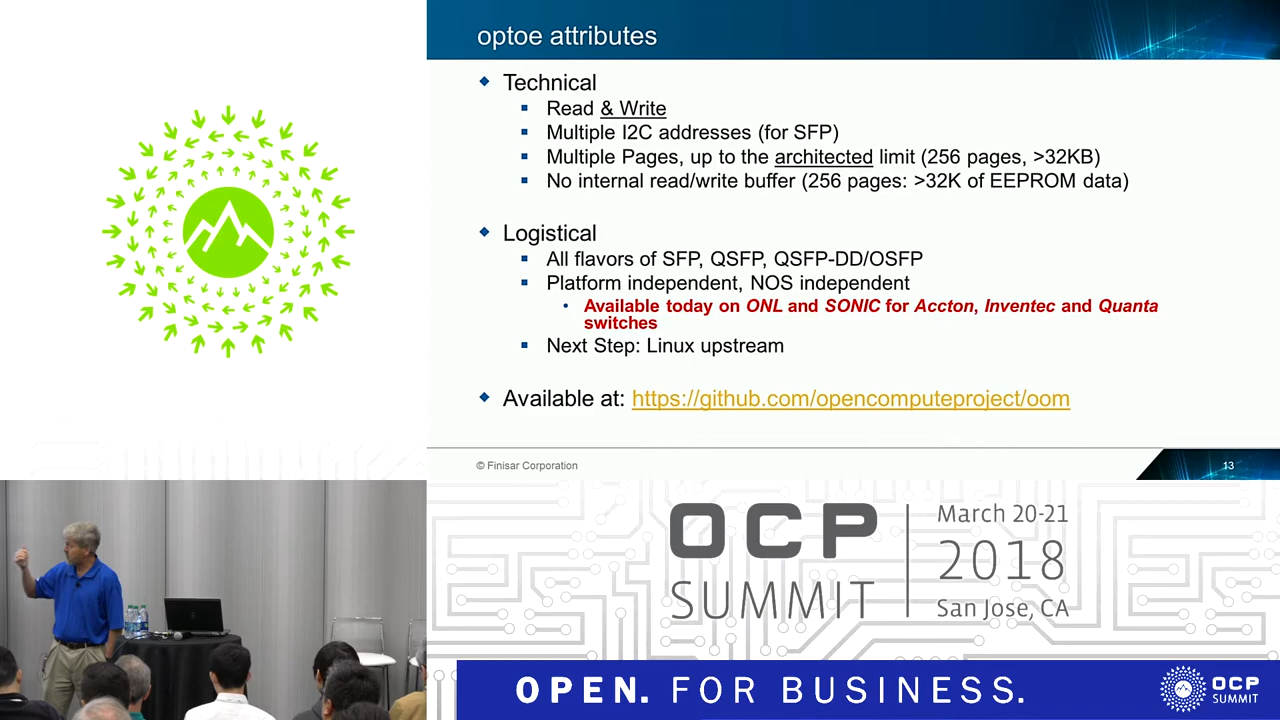 optoe attributes
Technical
Read & Write
Multiple I2C addresses (for SFP)
Multiple Pages, up to the architected limit (256 pages, >32KB)
No internal read/write buffer (256 pages: >32K of EEPROM data)
Logistical
All flavors of SFP, QSFP, QSFP-DD/OSFP
Platform independent, NOS independent
Available today on ONL and SONIC for Accton, Inventec and Quanta
switches
Next Step: Linux upstream
Available at: https://github.com/opencomputeproject/oom
© Finisar Corporation
13
OCP
SUMMIT
March 20-21
2018
San Jose, CA
OPEN. FOR BUSINESS.
OCP
SUMMIT